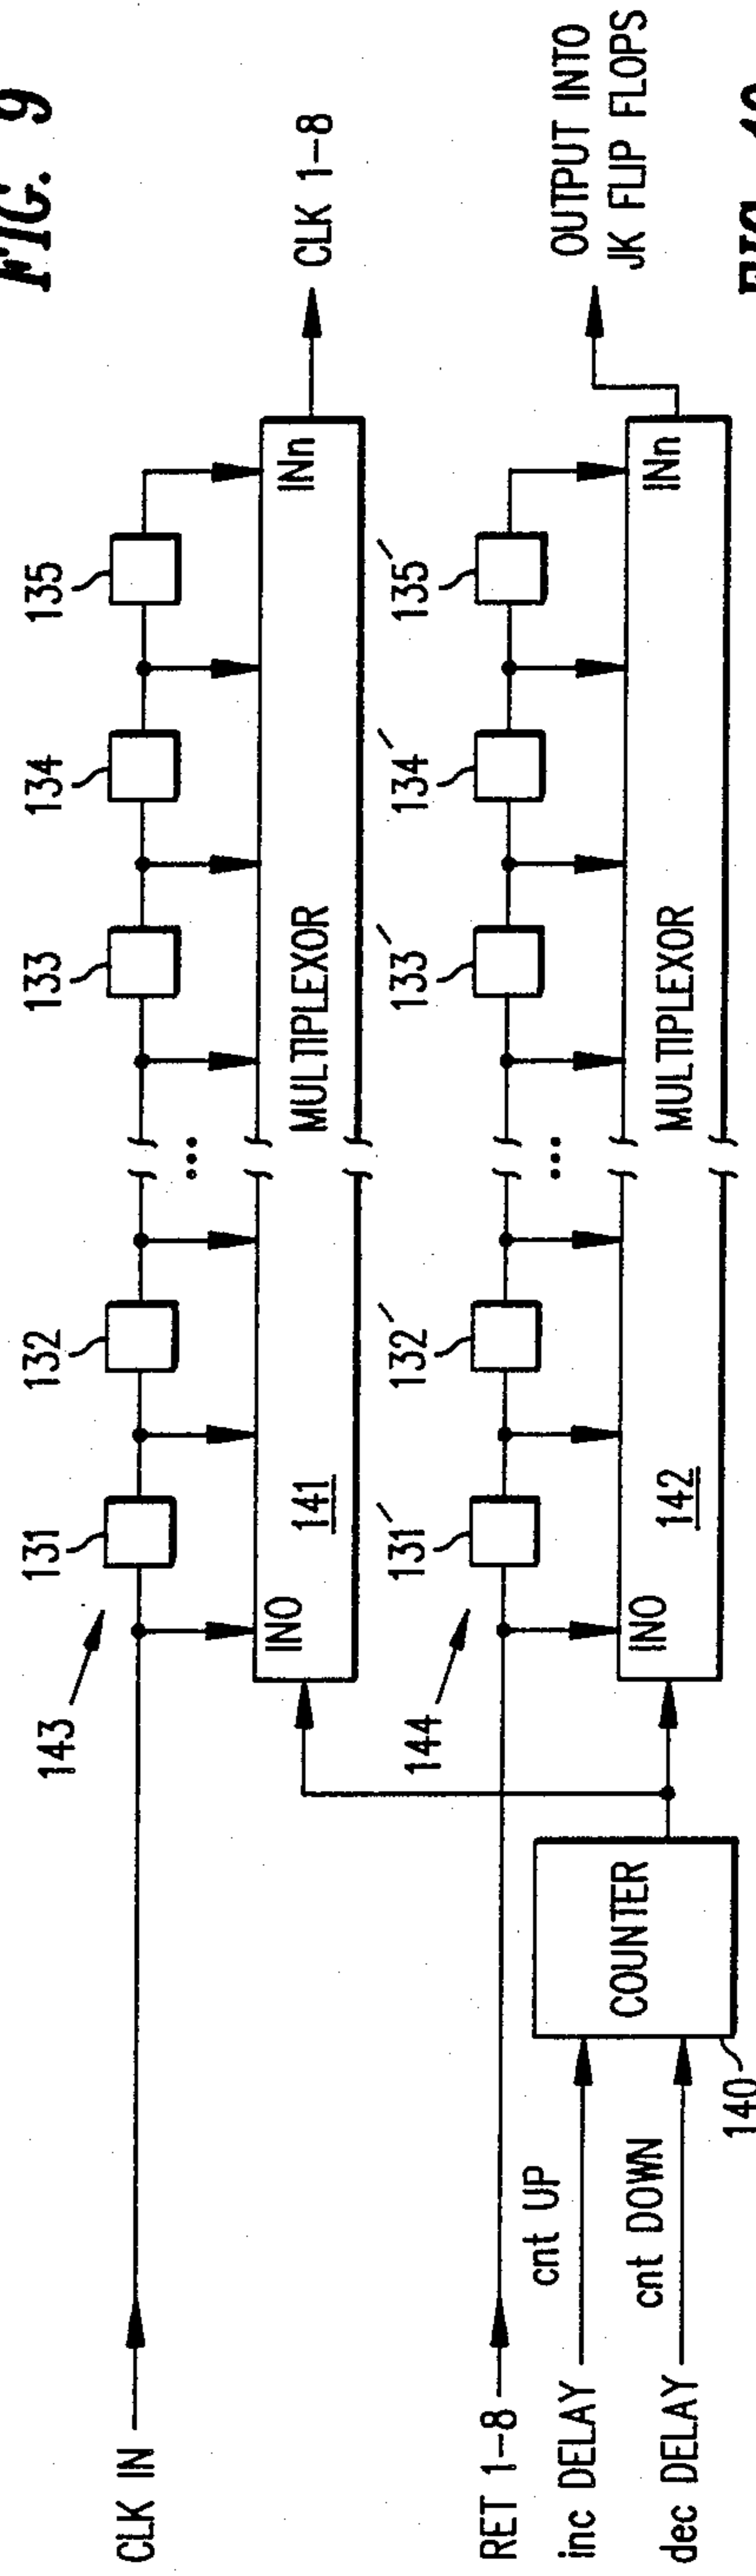 FIG. 9
131
132
133
134
135
143
CLK IN
IN0
141
MULTIPLEXOR
INn
CLK 1-8
...
131'
132'
133'
134'
135'
144
RET 1-8
IN0
142
MULTIPLEXOR
INn
OUTPUT INTO
JK FLIP FLOPS
...
inc DELAY
cnt UP
dec DELAY
cnt DOWN
COUNTER
140